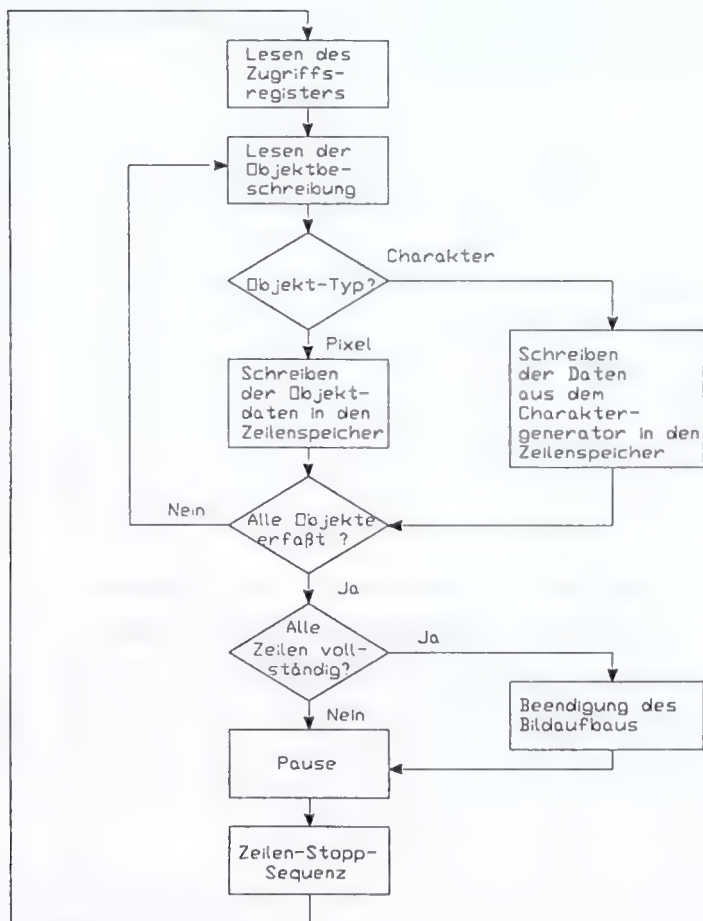 Lesen des
Zugriffs-
registers
Lesen der
Objektbe-
schreibung
Charakter
Objekt-Typ?
Pixel
Schreiben
der Objekt-
daten in den
Zeilenspeicher
Schreiben
der Daten
aus dem
Charakter-
generator in den
Zeilenspeicher
Nein
Alle Objekte
erfaßt ?
Ja
Alle
Zeilen voll-
ständig?
Ja
Nein
Beendigung des
Bildaufbaus
Pause
Zeilen-Stopp-
Sequenz